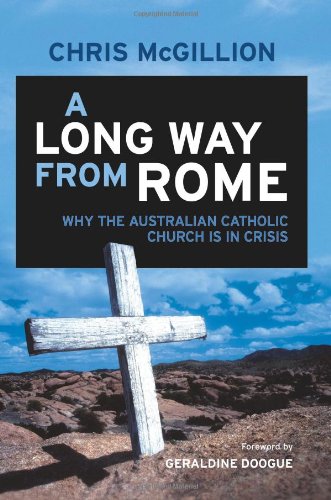 CHRIS McGILLION
A
LONG WAY
FROM ROME
WHY THE AUSTRALIAN CATHOLIC
CHURCH IS IN CRISIS
Foreword by
GERALDINE DOOGUE